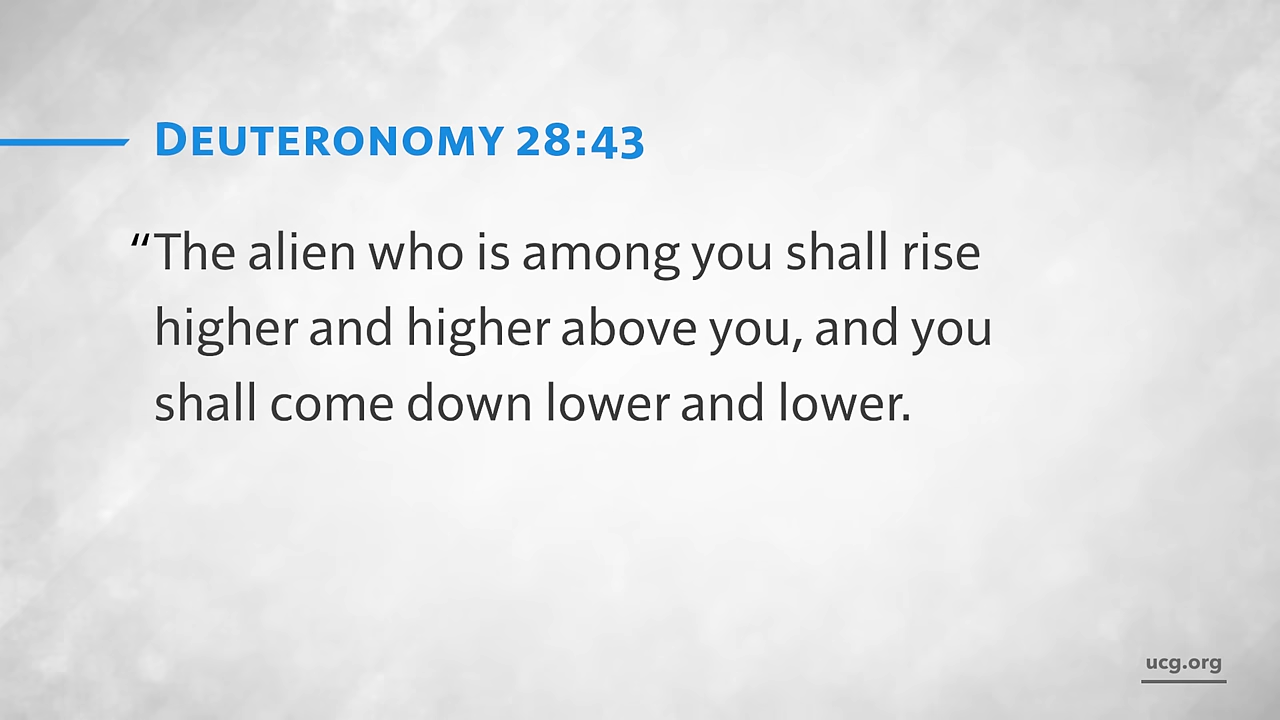 DEUTERONOMY 28:43
“The alien who is among you shall rise
higher and higher above you, and you
shall come down lower and lower.
ucg.org